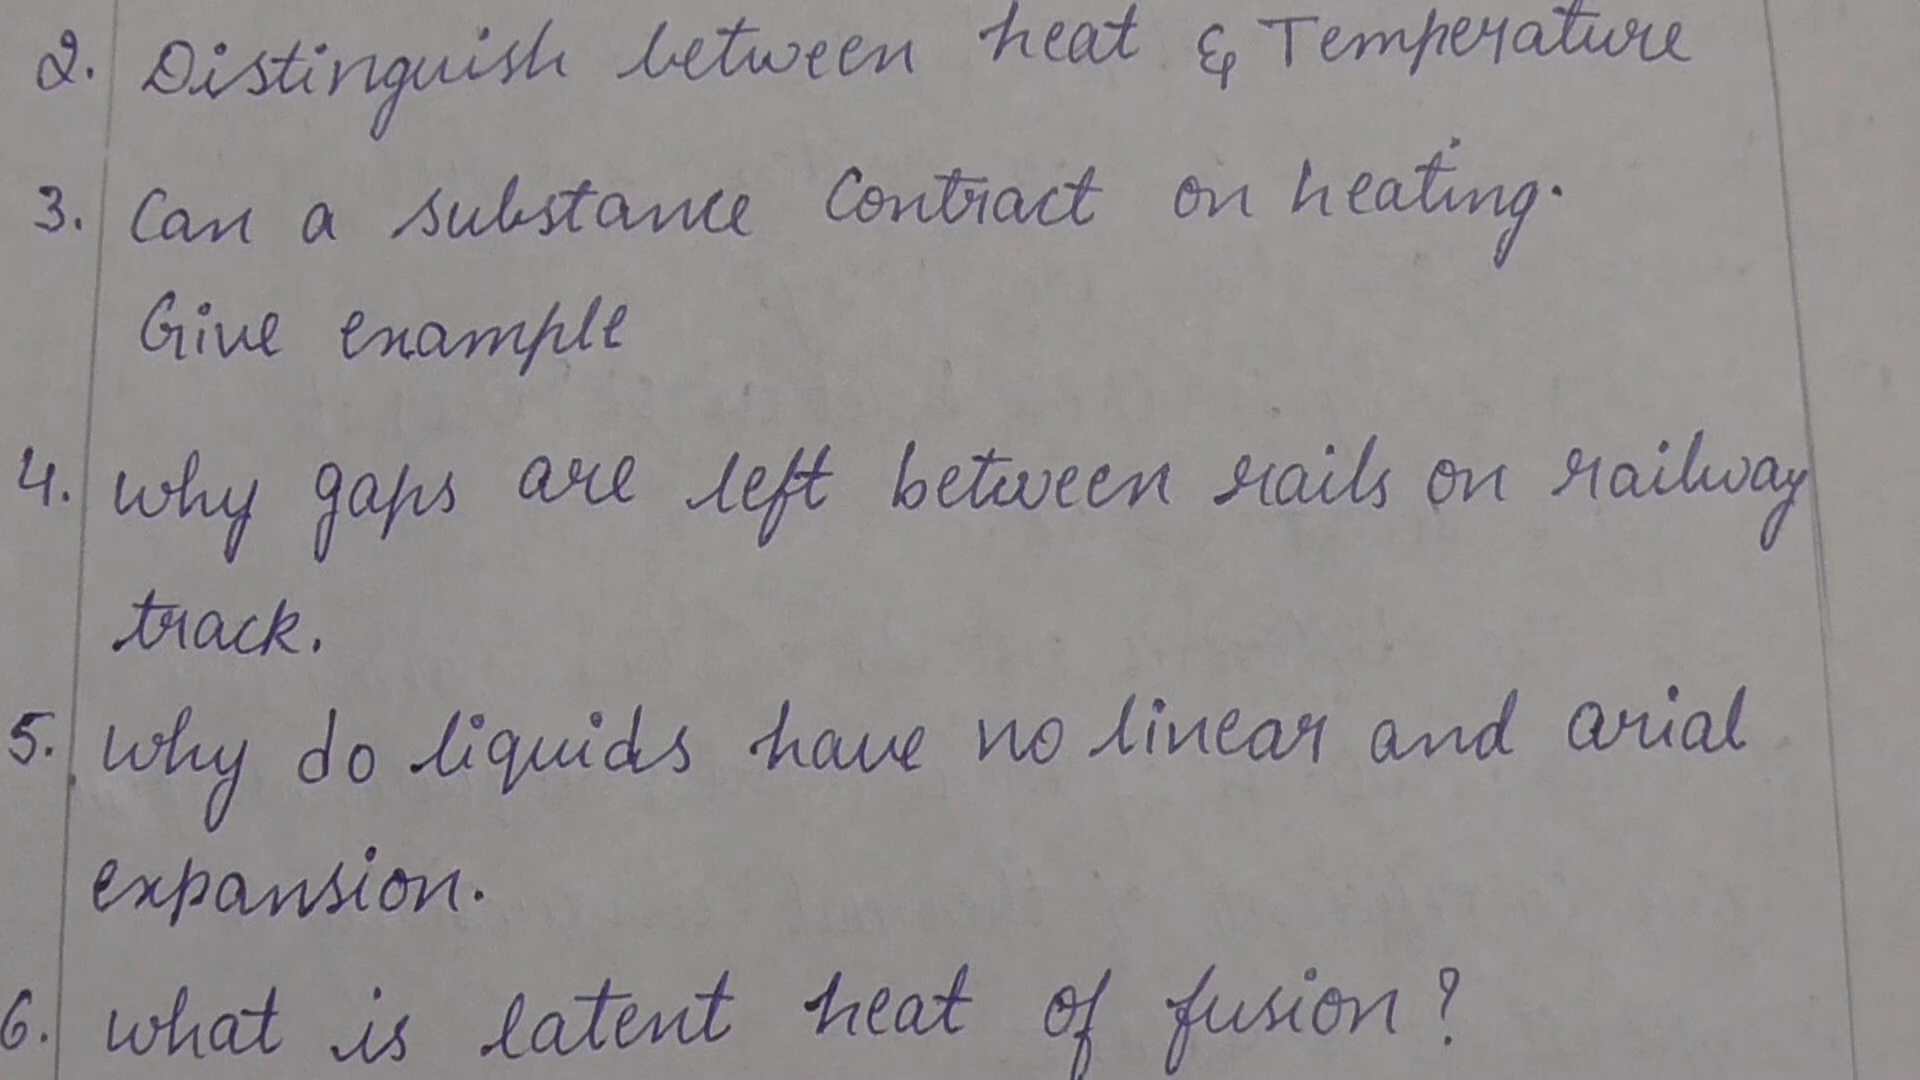 2. Distinguish between heat & Temperature
3. Can a substance Contract on heating.
Give example
4. Why gaps are left between rails on railway
track.
5. Why do liquids have no linear and arial
expansion.
6. What is latent heat of fusion?